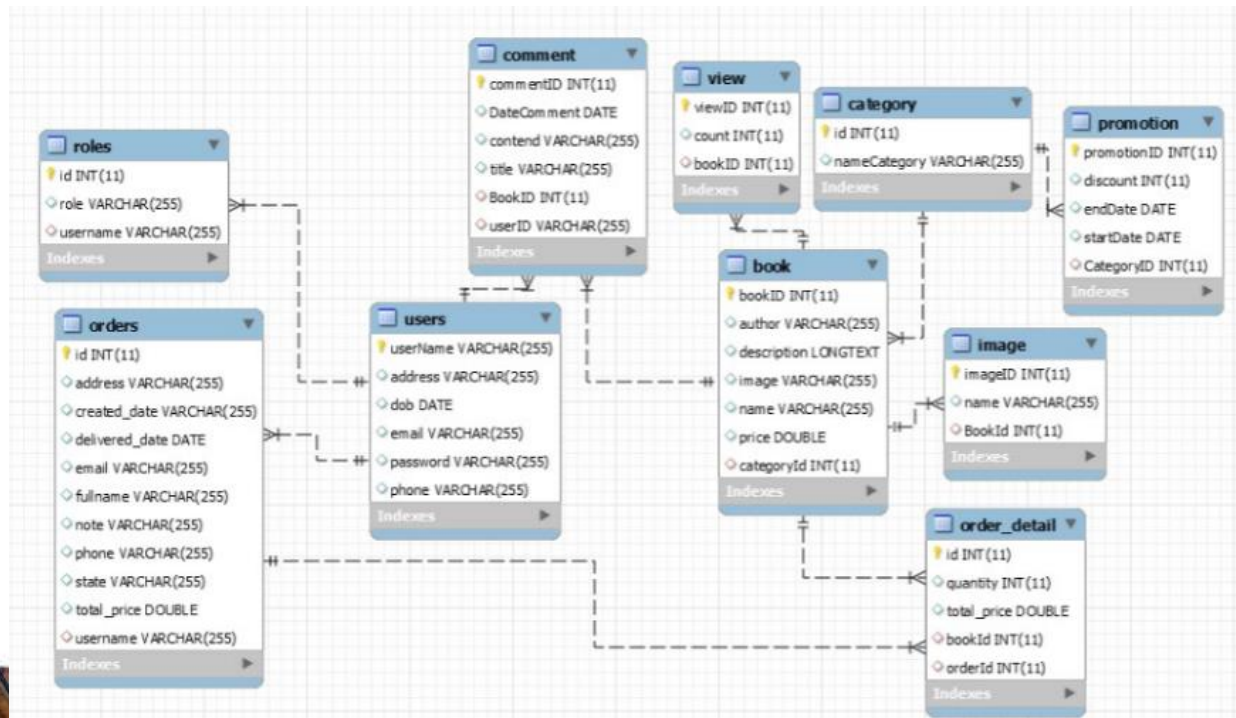 roles
id INT(11)
role VARCHAR(255)
username VARCHAR(255)
Indexes
orders
id INT(11)
address VARCHAR(255)
created_date VARCHAR(255)
delivered_date DATE
email VARCHAR(255)
fullname VARCHAR(255)
note VARCHAR(255)
phone VARCHAR(255)
state VARCHAR(255)
total_price DOUBLE
username VARCHAR(255)
Indexes
comment
commentID INT(11)
DateComment DATE
contend VARCHAR(255)
title VARCHAR(255)
BookID INT(11)
userID VARCHAR(255)
Indexes
users
userName VARCHAR(255)
address VARCHAR(255)
dob DATE
email VARCHAR(255)
password VARCHAR(255)
phone VARCHAR(255)
Indexes
view
viewID INT(11)
count INT(11)
bookID INT(11)
Indexes
category
id INT(11)
nameCategory VARCHAR(255)
Indexes
promotion
promotionID INT(11)
discount INT(11)
endDate DATE
startDate DATE
CategoryID INT(11)
Indexes
book
bookID INT(11)
author VARCHAR(255)
description LONGTEXT
image VARCHAR(255)
name VARCHAR(255)
price DOUBLE
categoryId INT(11)
Indexes
image
imageID INT(11)
name VARCHAR(255)
BookId INT(11)
Indexes
order_detail
id INT(11)
quantity INT(11)
total_price DOUBLE
bookId INT(11)
orderId INT(11)
Indexes